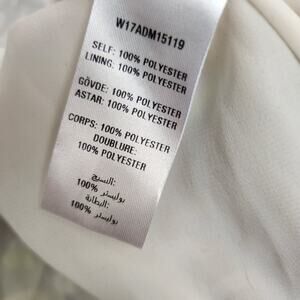 W17ADM15119
SELF: 100% POLYESTER
LINING: 100% POLYESTER
GÖVDE: 100% POLYESTER
ASTAR: 100% POLYESTER
CORPS: 100% POLYESTER
DOUBLURE:
100% POLYESTER
النسيج:
100% بوليستر
البطانة:
100% بوليستر